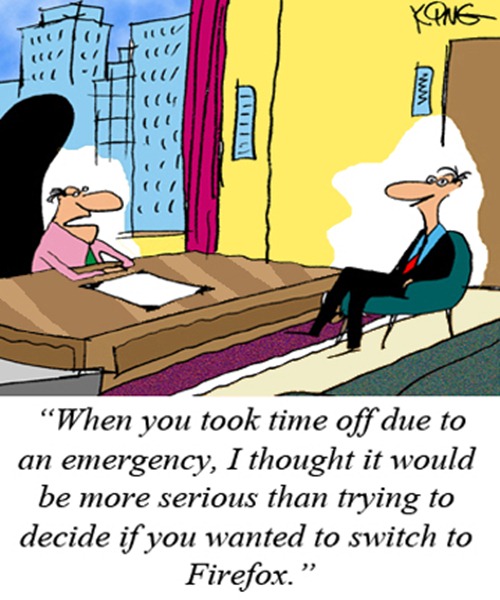 KONG
“When you took time off due to
an emergency, I thought it would
be more serious than trying to
decide if you wanted to switch to
Firefox.”